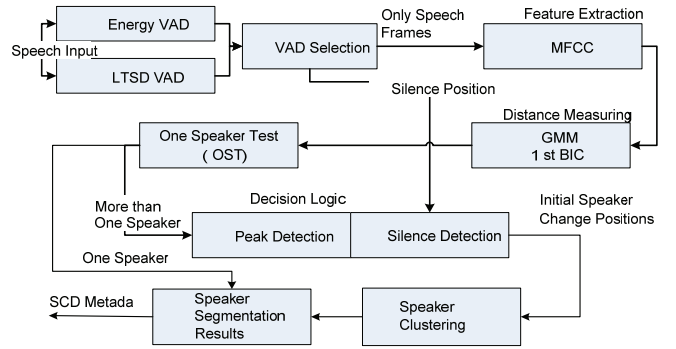 Energy VAD
Speech Input
LTSD VAD
VAD Selection
Only Speech
Frames
Feature Extraction
MFCC
Silence Position
Distance Measuring
GMM
1 st BIC
One Speaker Test
( OST)
More than
One Speaker
Decision Logic
Peak Detection
Silence Detection
Initial Speaker
Change Positions
One Speaker
SCD Metada
Speaker
Segmentation
Results
Speaker
Clustering